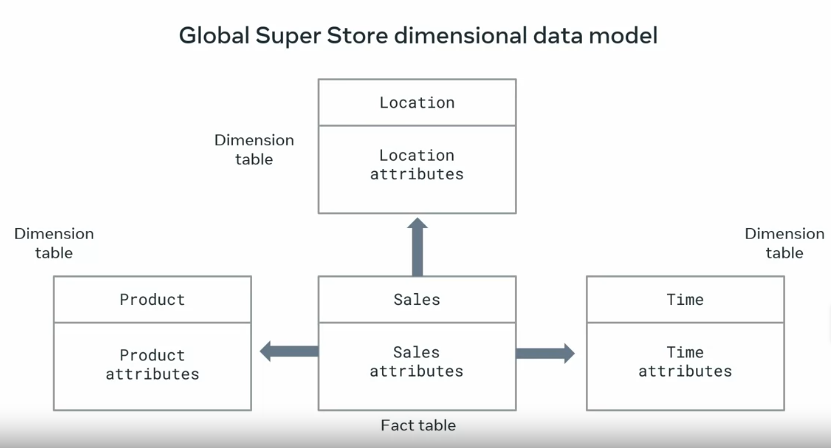 Global Super Store dimensional data model
Location
Dimension
table
Location
attributes
Dimension
table
Dimension
table
Product
Product
attributes
Sales
Sales
attributes
Time
Time
attributes
Fact table